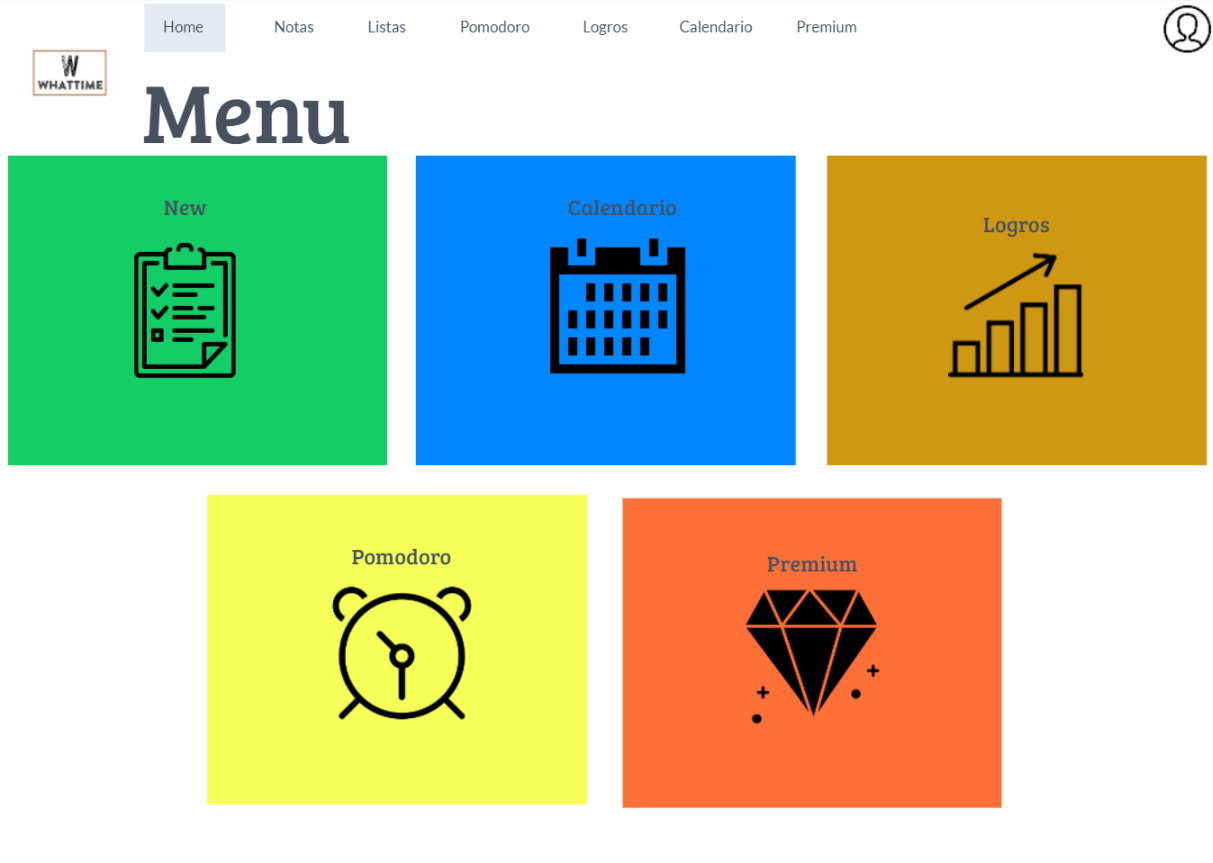 Home Notas Listas Pomodoro Logros Calendario Premium
W
WHATTIME
Menu
New
Calendario
Logros
Pomodoro
Premium